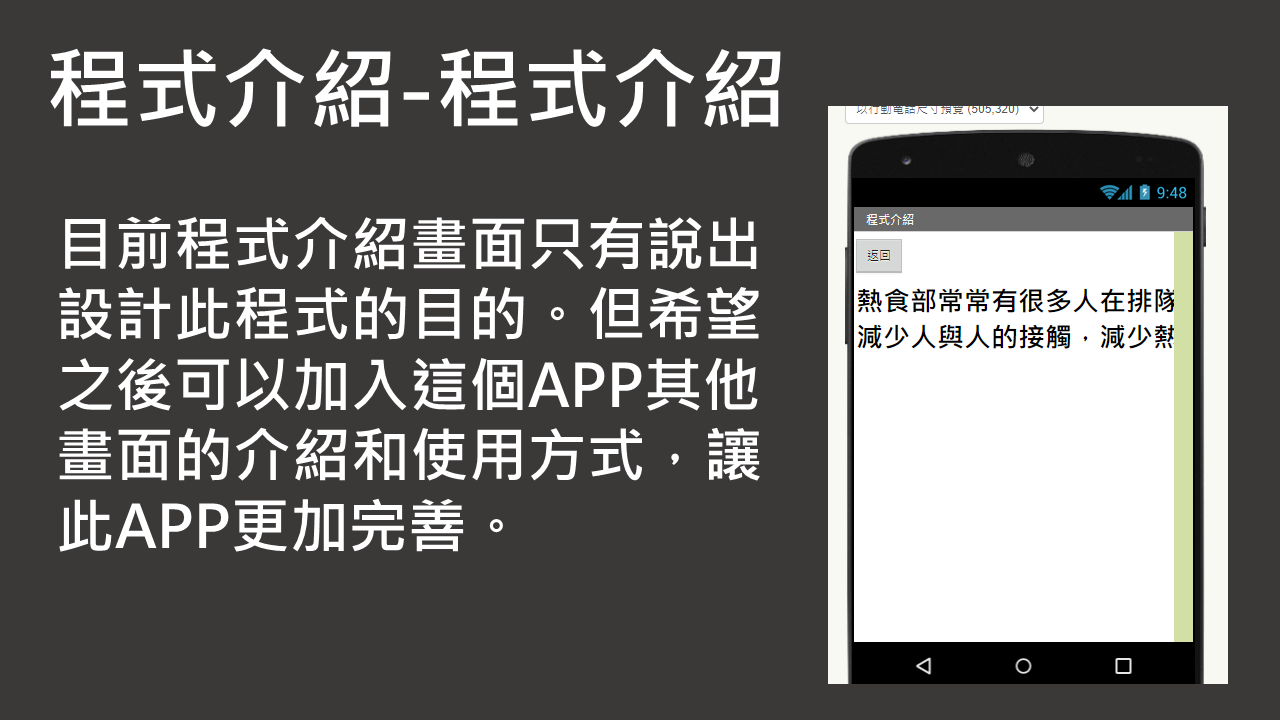 程式介紹-程式介紹
目前程式介紹畫面只有說出
設計此程式的目的。但希望
之後可以加入這個APP其他
畫面的介紹和使用方式，讓
此APP更加完善。
以行動電話尺寸預覽 (505,320)
9:48
程式介紹
返回
熱食部常常有很多人在排隊
減少人與人的接觸，減少熱